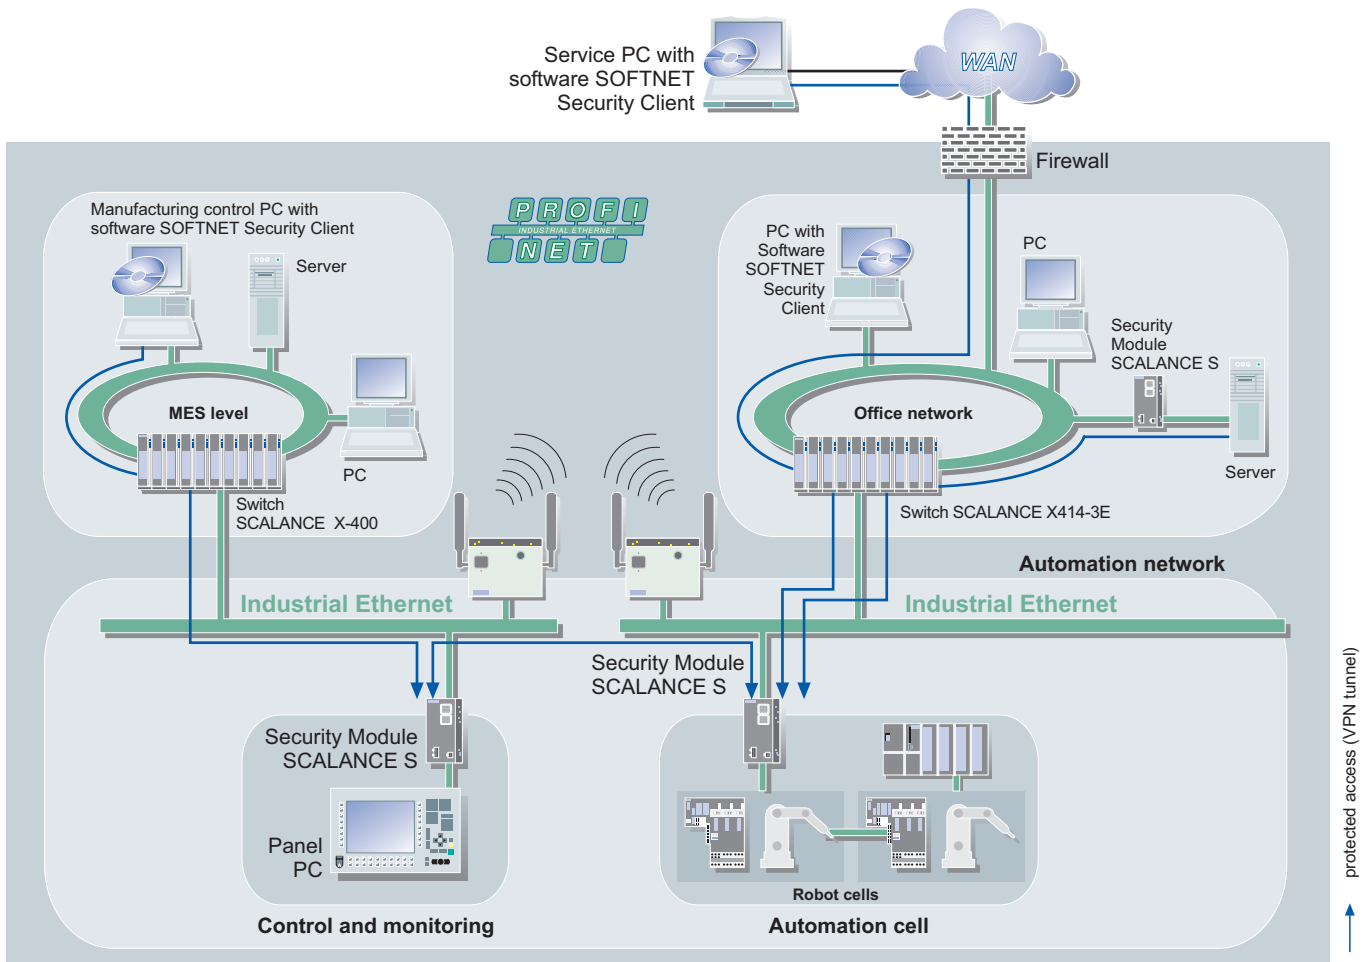 Service PC with
software SOFTNET
Security Client
WAN
Firewall
Manufacturing control PC with
software SOFTNET Security Client
Server
MES level
PC
Switch
SCALANCE X-400
PROFI
INDUSTRIAL ETHERNET
NET
PC with
Software
SOFTNET
Security
Client
PC
Security
Module
SCALANCE S
Office network
Server
Switch SCALANCE X414-3E
Automation network
Industrial Ethernet
Industrial Ethernet
Security Module
SCALANCE S
Security Module
SCALANCE S
Panel
PC
Control and monitoring
Robot cells
Automation cell
protected access (VPN tunnel)